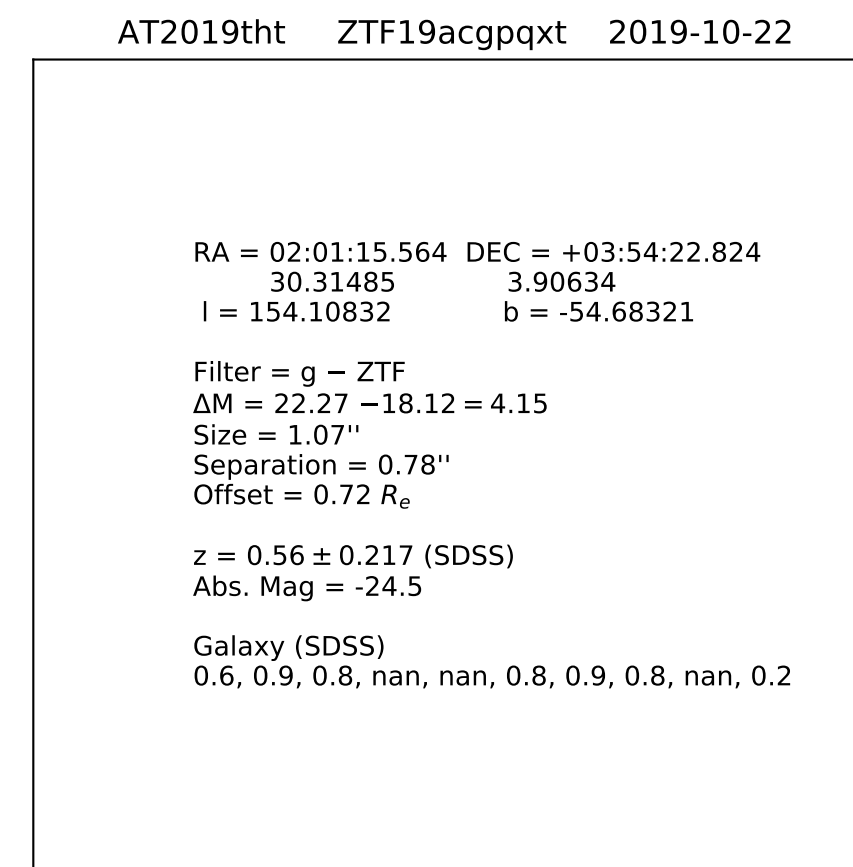 AT2019tht ZTF19acgpqxt 2019-10-22
RA = 02:01:15.564 DEC = +03:54:22.824
30.31485 3.90634
l = 154.10832 b = -54.68321
Filter = g − ZTF
ΔM = 22.27 −18.12 = 4.15
Size = 1.07''
Separation = 0.78''
Offset = 0.72 Re
z = 0.56 ± 0.217 (SDSS)
Abs. Mag = -24.5
Galaxy (SDSS)
0.6, 0.9, 0.8, nan, nan, 0.8, 0.9, 0.8, nan, 0.2